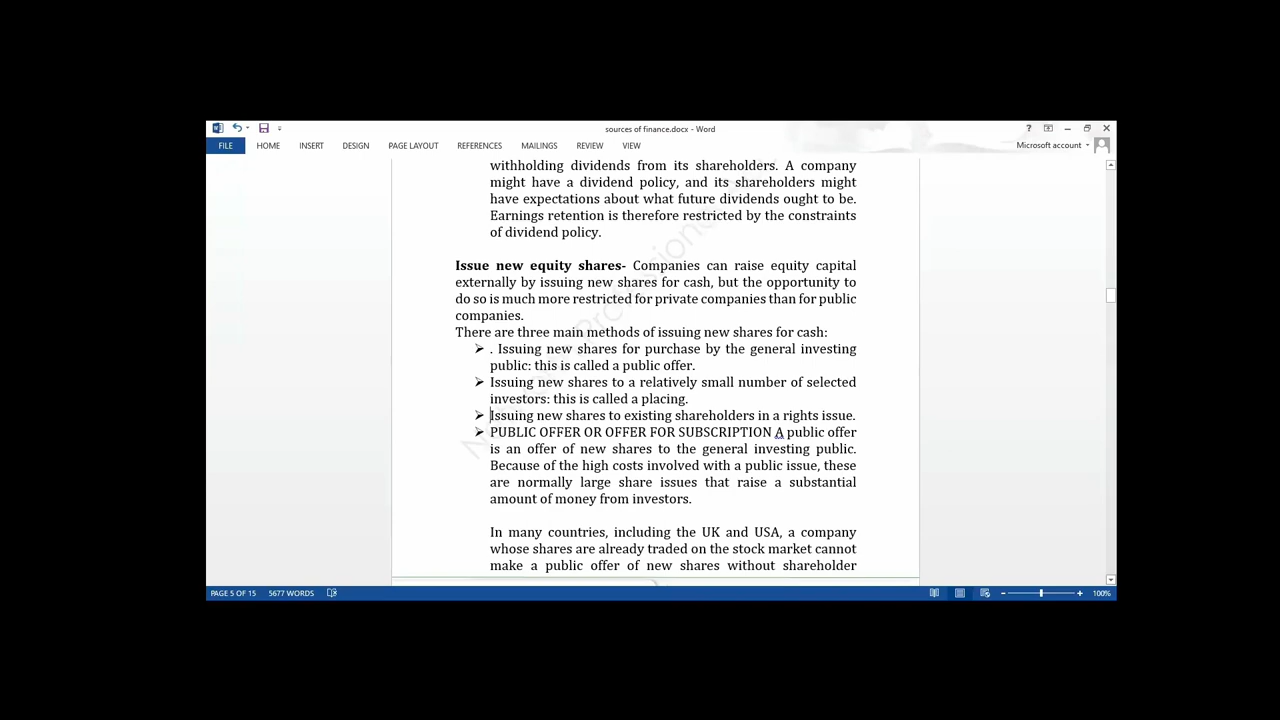 sources of finance.docx - Word
FILE HOME INSERT DESIGN PAGE LAYOUT REFERENCES MAILINGS REVIEW VIEW Microsoft account
withholding dividends from its shareholders. A company
might have a dividend policy, and its shareholders might
have expectations about what future dividends ought to be.
Earnings retention is therefore restricted by the constraints
of dividend policy.
Issue new equity shares- Companies can raise equity capital
externally by issuing new shares for cash, but the opportunity to
do so is much more restricted for private companies than for public
companies.
There are three main methods of issuing new shares for cash:
➢ . Issuing new shares for purchase by the general investing
public: this is called a public offer.
➢ Issuing new shares to a relatively small number of selected
investors: this is called a placing.
➢ Issuing new shares to existing shareholders in a rights issue.
➢ PUBLIC OFFER OR OFFER FOR SUBSCRIPTION A public offer
is an offer of new shares to the general investing public.
Because of the high costs involved with a public issue, these
are normally large share issues that raise a substantial
amount of money from investors.
In many countries, including the UK and USA, a company
whose shares are already traded on the stock market cannot
make a public offer of new shares without shareholder
PAGE 5 OF 15 5677 WORDS 100%